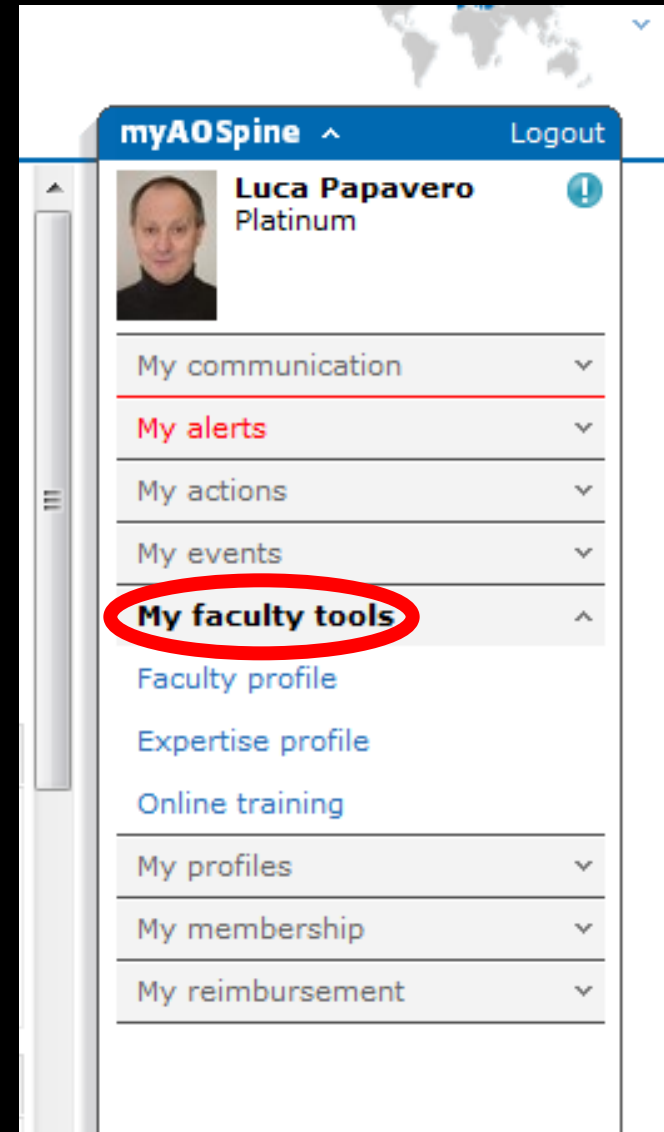 myAOSpine Logout
Luca Papavero
Platinum
My communication
My alerts
My actions
My events
My faculty tools
Faculty profile
Expertise profile
Online training
My profiles
My membership
My reimbursement